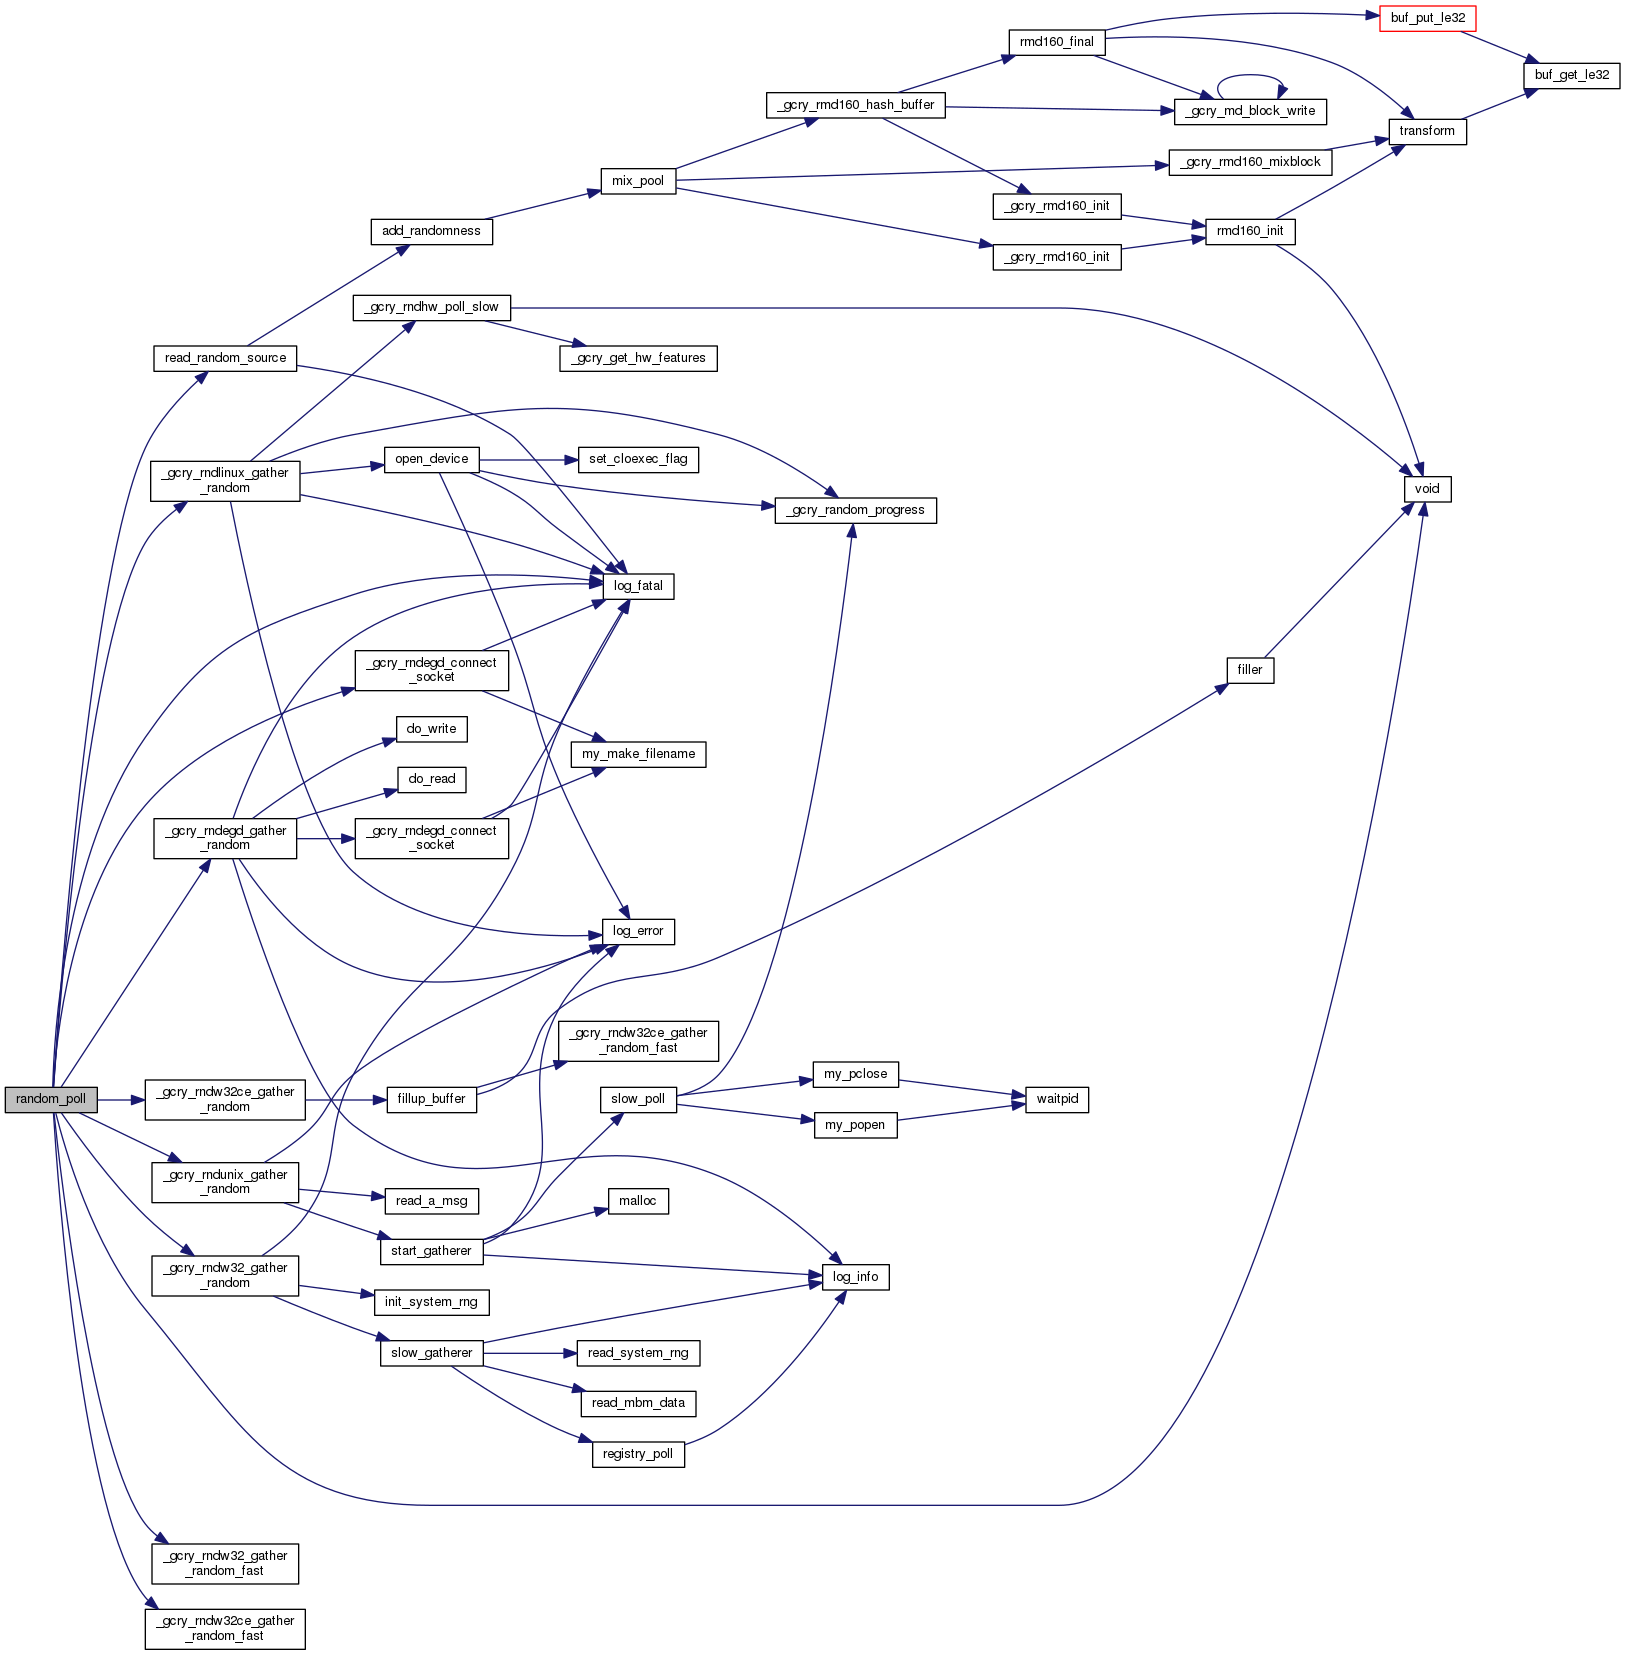 buf_put_le32
rmd160_final
buf_get_le32
_gcry_rmd160_hash_buffer
_gcry_md_block_write
transform
_gcry_rmd160_mixblock
mix_pool
_gcry_rmd160_init
add_randomness
rmd160_init
_gcry_rmd160_init
_gcry_rndhw_poll_slow
read_random_source
_gcry_get_hw_features
open_device
set_cloexec_flag
_gcry_rndlinux_gather
_random
void
_gcry_random_progress
log_fatal
_gcry_rndegd_connect
_socket
filler
do_write
my_make_filename
do_read
_gcry_rndegd_gather
_random
_gcry_rndegd_connect
_socket
log_error
_gcry_rndw32ce_gather
_random_fast
my_pclose
random_poll
_gcry_rndw32ce_gather
_random
fillup_buffer
slow_poll
waitpid
my_popen
_gcry_rndunix_gather
_random
read_a_msg
malloc
start_gatherer
_gcry_rndw32_gather
_random
log_info
init_system_rng
slow_gatherer
read_system_rng
read_mbm_data
registry_poll
_gcry_rndw32_gather
_random_fast
_gcry_rndw32ce_gather
_random_fast